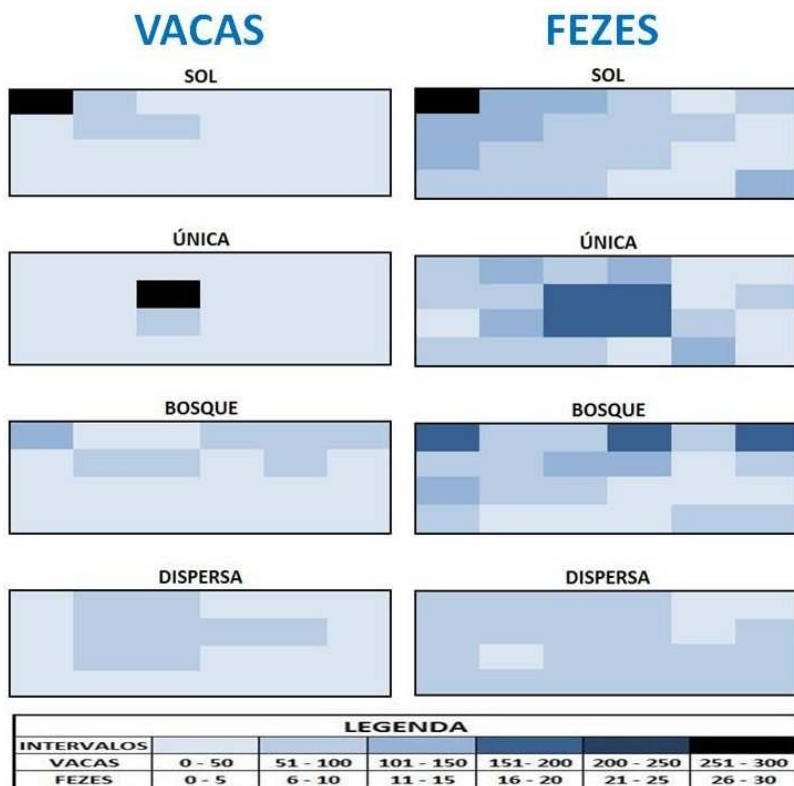 VACAS FEZES
SOL SOL
ÚNICA ÚNICA
BOSQUE BOSQUE
DISPERSA DISPERSA
LEGENDA
INTERVALOS
VACAS 0 - 50 51 - 100 101 - 150 151- 200 200 - 250 251 - 300
FEZES 0 - 5 6 - 10 11 - 15 16 - 20 21 - 25 26 - 30